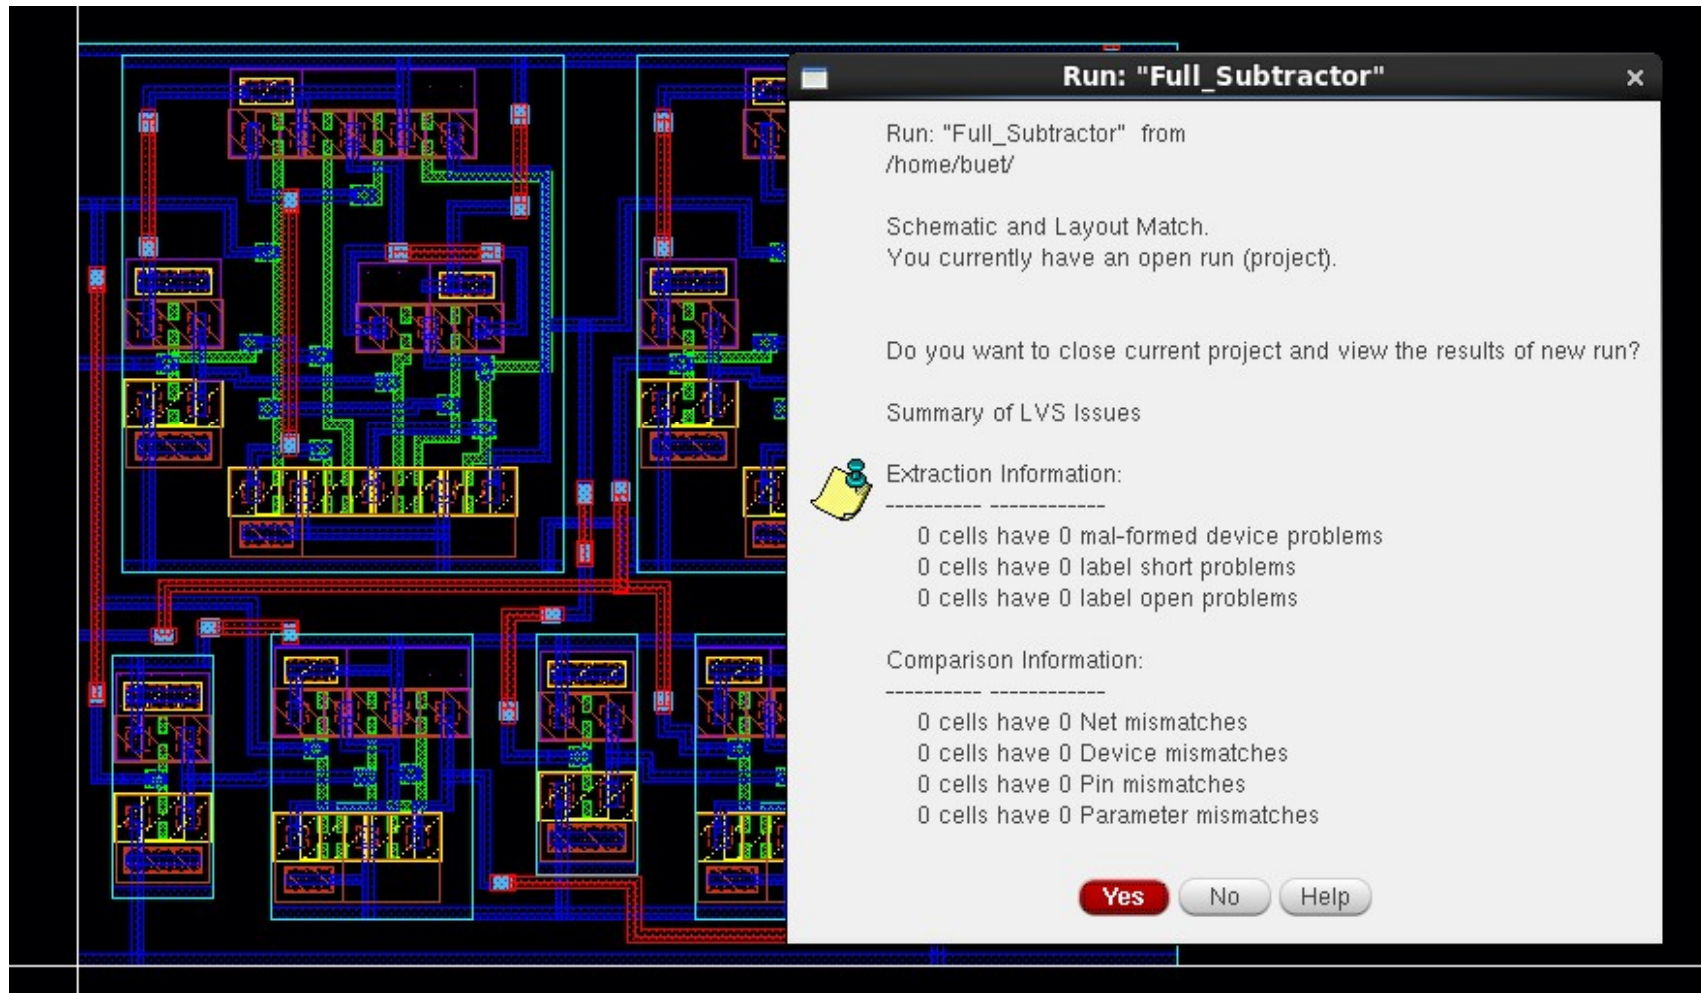 Run: "Full_Subtractor"
Run: "Full_Subtractor" from
/home/buet/
Schematic and Layout Match.
You currently have an open run (project).
Do you want to close current project and view the results of new run?
Summary of LVS Issues
Extraction Information:
---------- ------------
0 cells have 0 mal-formed device problems
0 cells have 0 label short problems
0 cells have 0 label open problems
Comparison Information:
---------- ------------
0 cells have 0 Net mismatches
0 cells have 0 Device mismatches
0 cells have 0 Pin mismatches
0 cells have 0 Parameter mismatches
Yes No Help